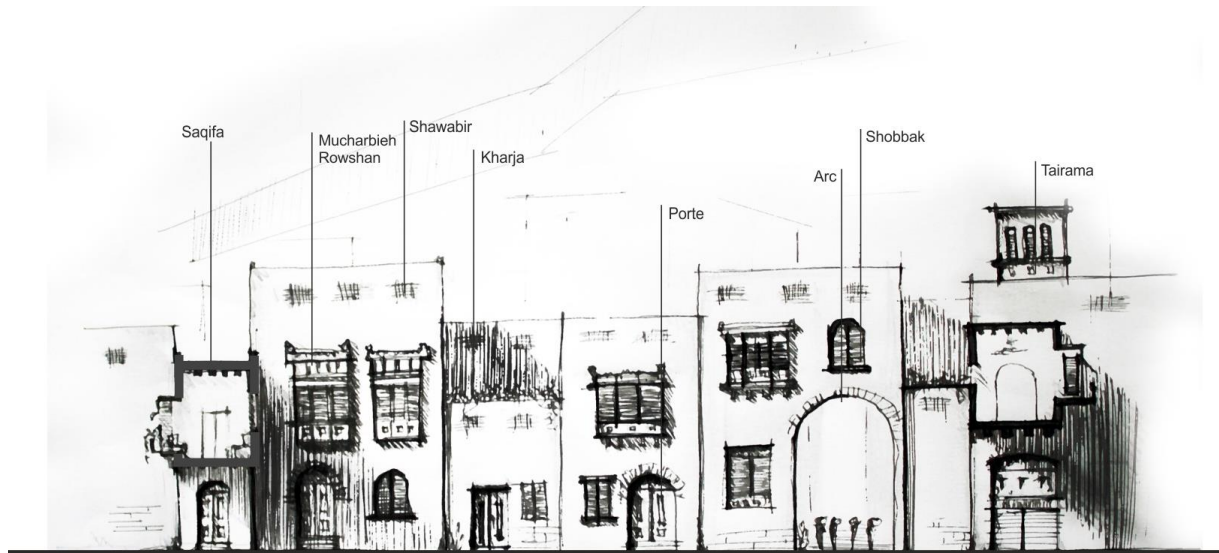 Saqifa
Mucharbieh
Rowshan
Shawabir
Kharja
Porte
Arc
Shobbak
Tairama